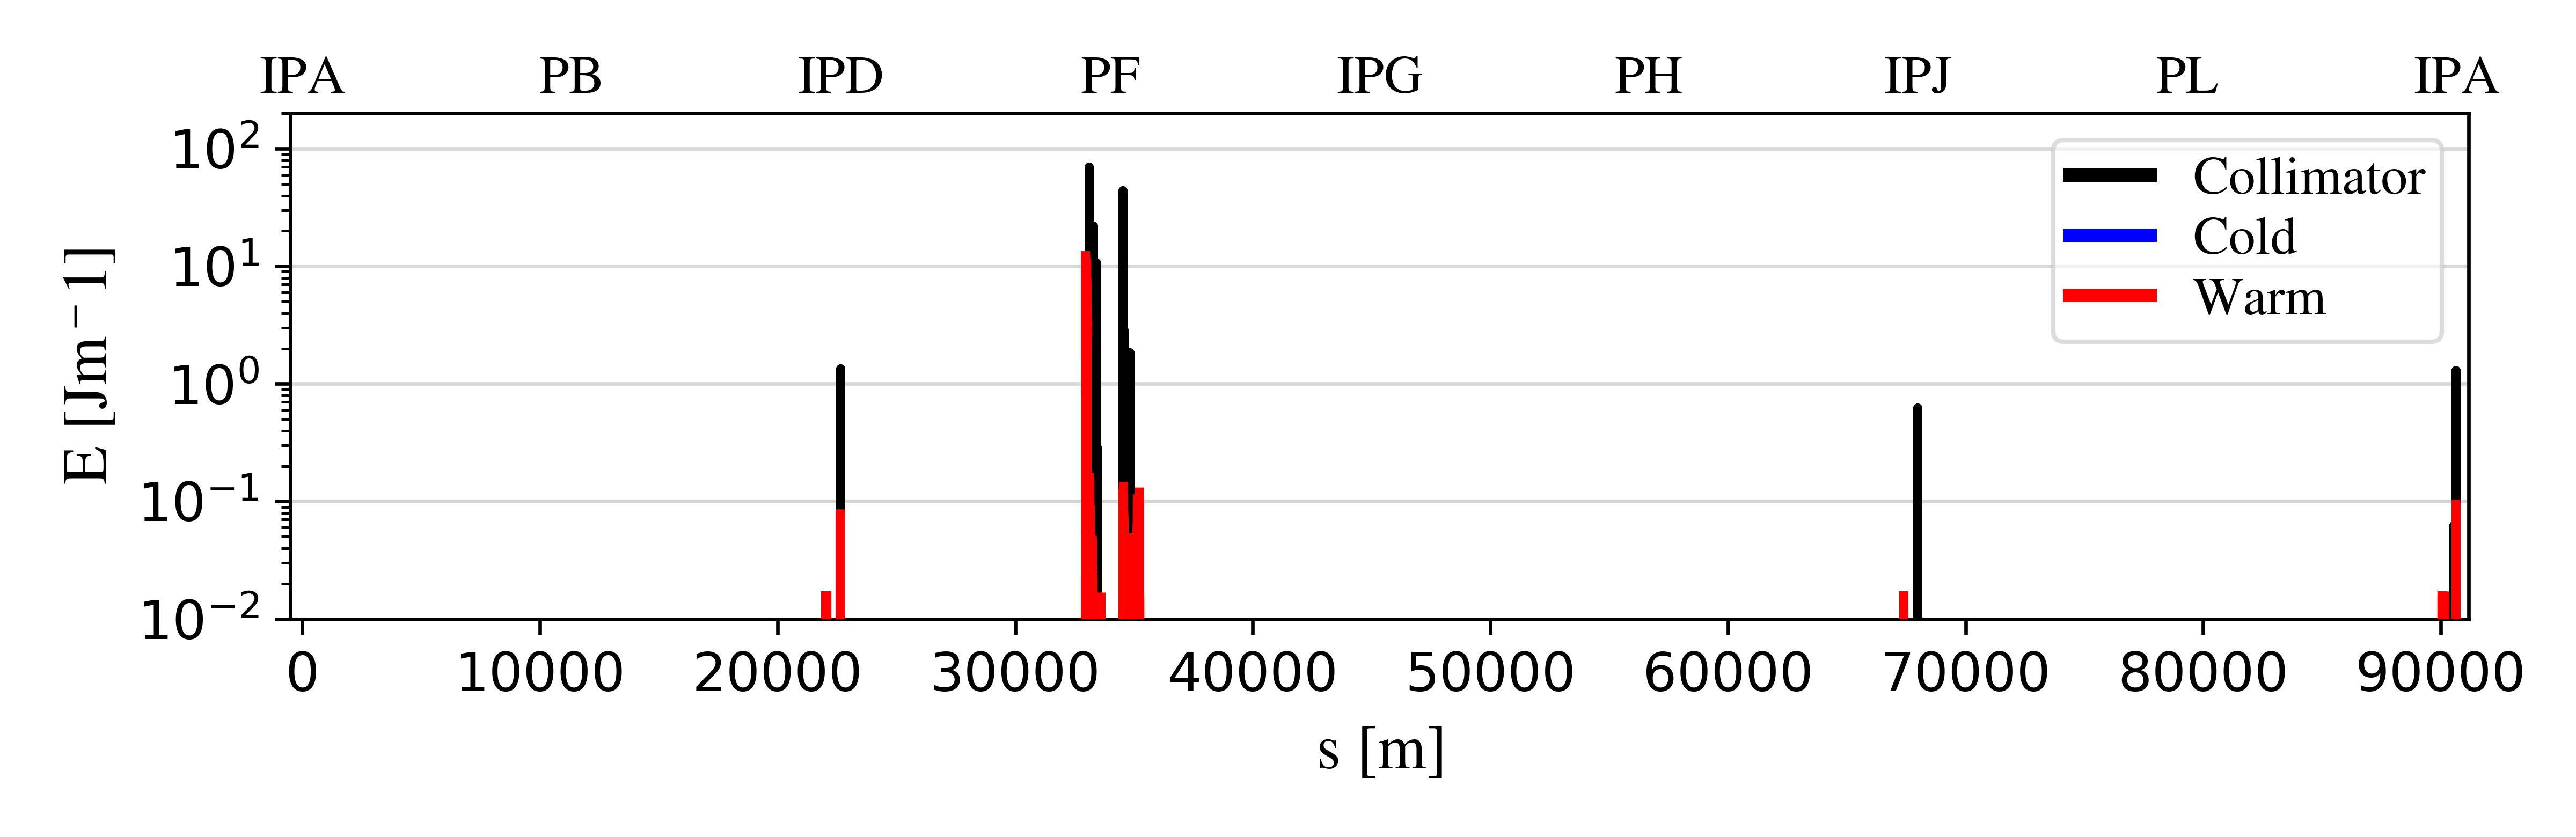 IPA PB IPD PF IPG PH IPJ PL IPA
10²
10¹
10⁰
10⁻¹
10⁻²
E [Jm⁻1]
Collimator
Cold
Warm
0 10000 20000 30000 40000 50000 60000 70000 80000 90000
s [m]